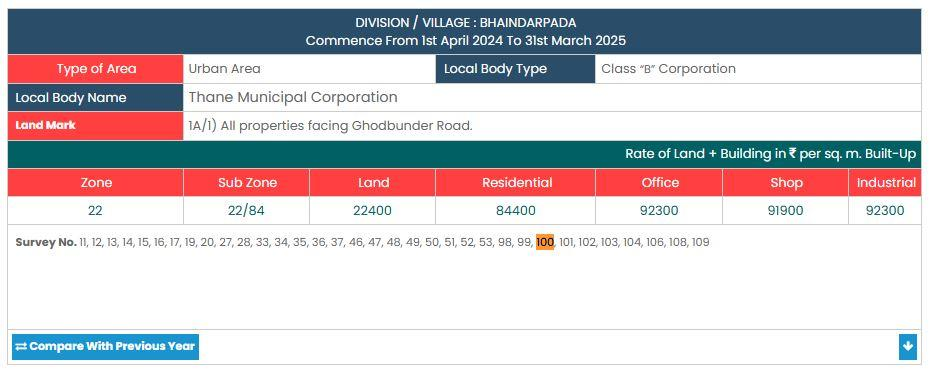 DIVISION / VILLAGE : BHAINDARPADA
Commence From 1st April 2024 To 31st March 2025
Type of Area Urban Area Local Body Type Class "B" Corporation
Local Body Name Thane Municipal Corporation
Land Mark 1A/1) All properties facing Ghodbunder Road.
Rate of Land + Building in ₹ per sq. m. Built-Up
Zone Sub Zone Land Residential Office Shop Industrial
22 22/84 22400 84400 92300 91900 92300
Survey No. 11, 12, 13, 14, 15, 16, 17, 19, 20, 27, 28, 33, 34, 35, 36, 37, 46, 47, 48, 49, 50, 51, 52, 53, 98, 99, 100, 101, 102, 103, 104, 106, 108, 109
Compare With Previous Year